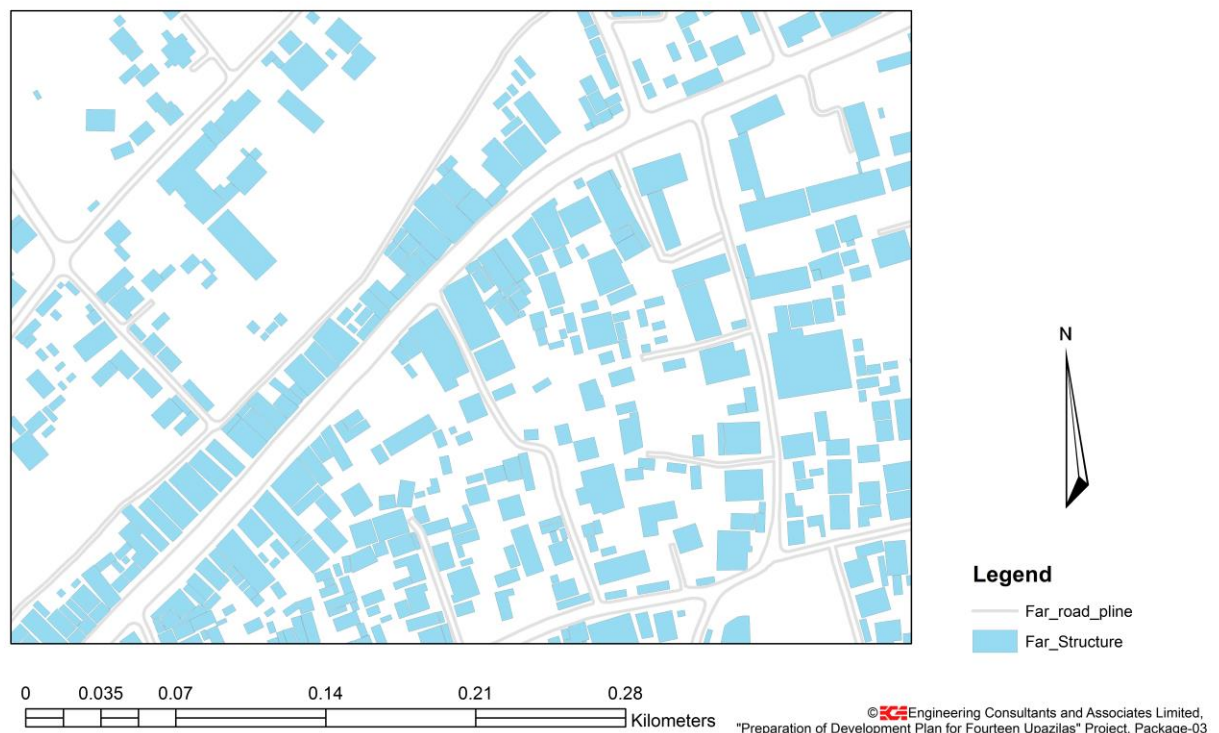 N
Legend
Far_road_pline
Far_Structure
0 0.035 0.07 0.14 0.21 0.28
Kilometers
© Engineering Consultants and Associates Limited,
"Preparation of Development Plan for Fourteen Upazilas" Project, Package-03